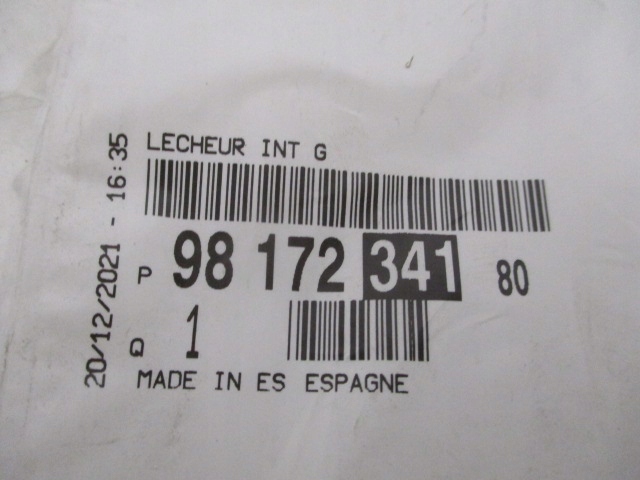 LECHEUR INT G
P 98 172 341 80
Q 1
MADE IN ES ESPAGNE
20/12/2021 - 16:35